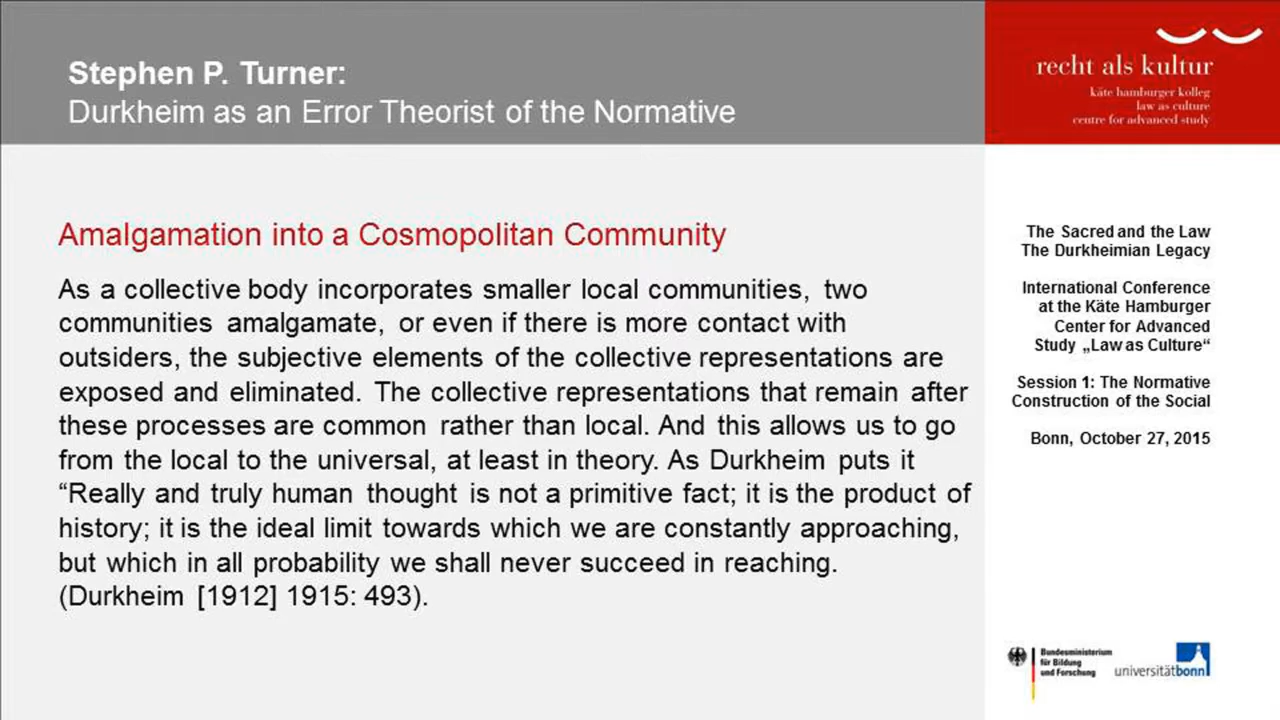 Stephen P. Turner:
Durkheim as an Error Theorist of the Normative
recht als kultur
käte hamburger kolleg
law as culture
centre for advanced study
Amalgamation into a Cosmopolitan Community
As a collective body incorporates smaller local communities, two
communities amalgamate, or even if there is more contact with
outsiders, the subjective elements of the collective representations are
exposed and eliminated. The collective representations that remain after
these processes are common rather than local. And this allows us to go
from the local to the universal, at least in theory. As Durkheim puts it
“Really and truly human thought is not a primitive fact; it is the product of
history; it is the ideal limit towards which we are constantly approaching,
but which in all probability we shall never succeed in reaching.
(Durkheim [1912] 1915: 493).
The Sacred and the Law
The Durkheimian Legacy
International Conference
at the Käte Hamburger
Center for Advanced
Study „Law as Culture“
Session 1: The Normative
Construction of the Social
Bonn, October 27, 2015
Bundesministerium
für Bildung
und Forschung
universitätbonn